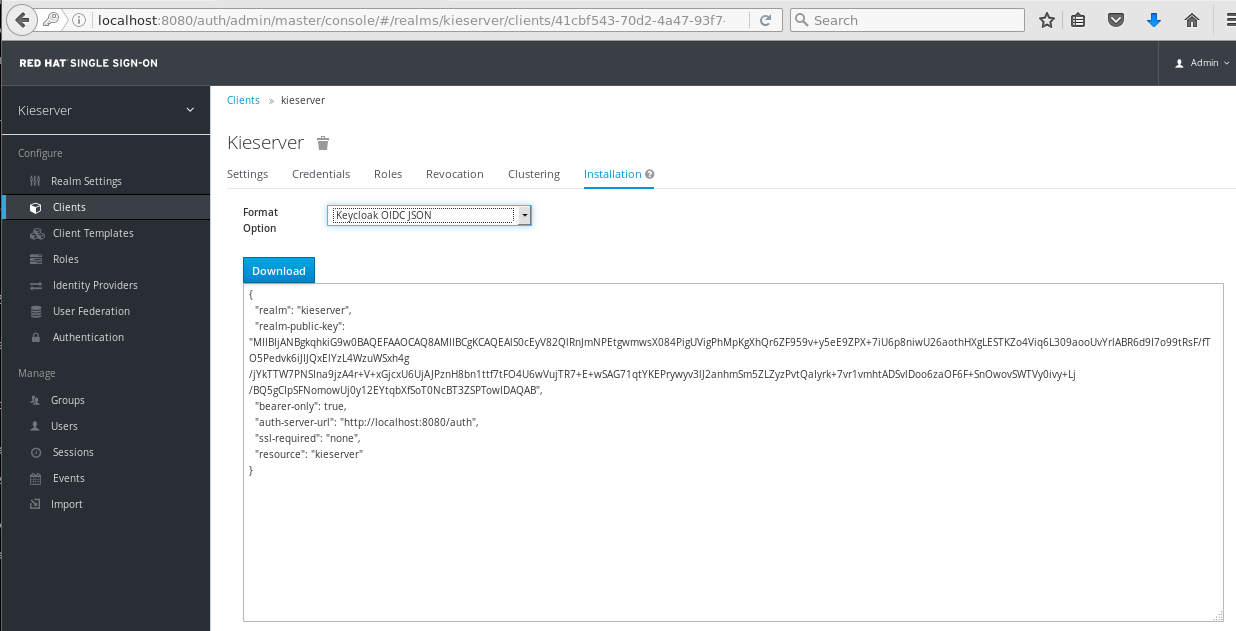 localhost:8080/auth/admin/master/console/#/realms/kieserver/clients/41cbf543-70d2-4a47-93f7-
Search
RED HAT SINGLE SIGN-ON
Admin
Kieserver
Configure
Realm Settings
Clients
Client Templates
Roles
Identity Providers
User Federation
Authentication
Manage
Groups
Users
Sessions
Events
Import
Clients » kieserver
Kieserver
Settings Credentials Roles Revocation Clustering Installation
Format
Option
Keycloak OIDC JSON
Download
{
"realm": "kieserver",
"realm-public-key":
"MIIBIjANBgkqhkiG9w0BAQEFAAOCAQ8AMIIBCgKCAQEAlS0cEyV82QIRnJmNPEtgwmwsX084PigUVigPhMpKgXhQr6ZF959v+y5eE9ZPX+7iU6p8niwU26aothHXgLESTKZo4Viq6L309aooUvYrIABR6d9I7o99tRsF/fT
O5Pedvk6iJIJQxEIYzL4WzuWSxh4g
/jYkTTW7PNSIna9jzA4r+V+xGjcxU6UjAJPznH8bn1ttf7tFO4U6wVujTR7+E+wSAG71qtYKEPrywyv3IJ2anhmSm5ZLZyzPvtQaIyrk+7vr1vmhtADSvIDoo6zaOF6F+SnOwovSWTVy0ivy+Lj
/BQ5gClpSFNomowUj0y12EYtqbXfSoT0NcBT3ZSPTowIDAQAB",
"bearer-only": true,
"auth-server-url": "http://localhost:8080/auth",
"ssl-required": "none",
"resource": "kieserver"
}